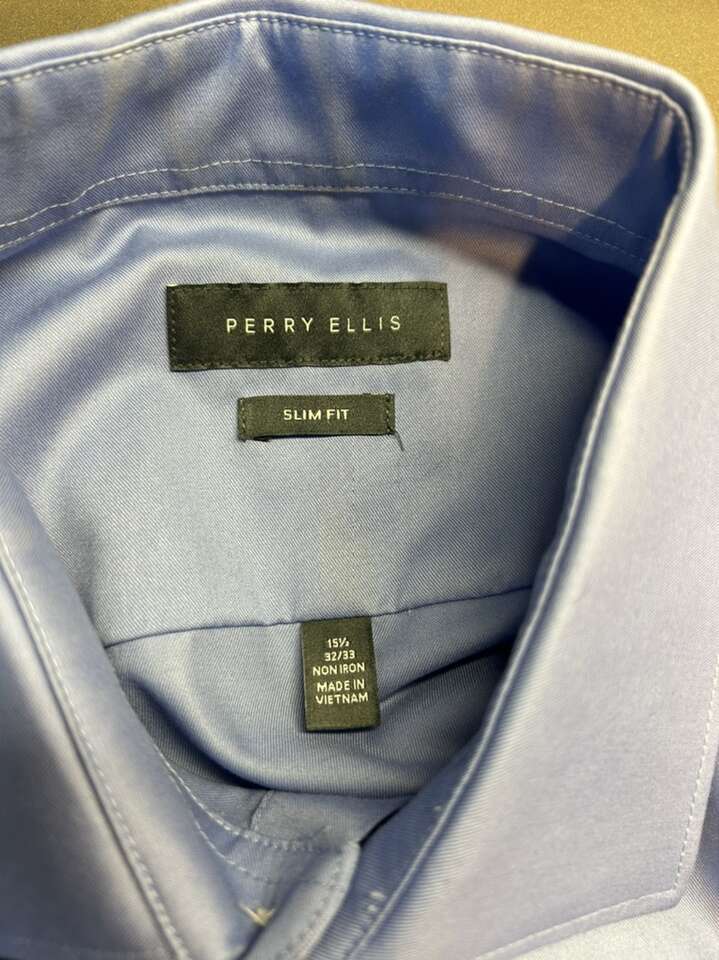 PERRY ELLIS
SLIM FIT
15½
32/33
NON IRON
MADE IN
VIETNAM